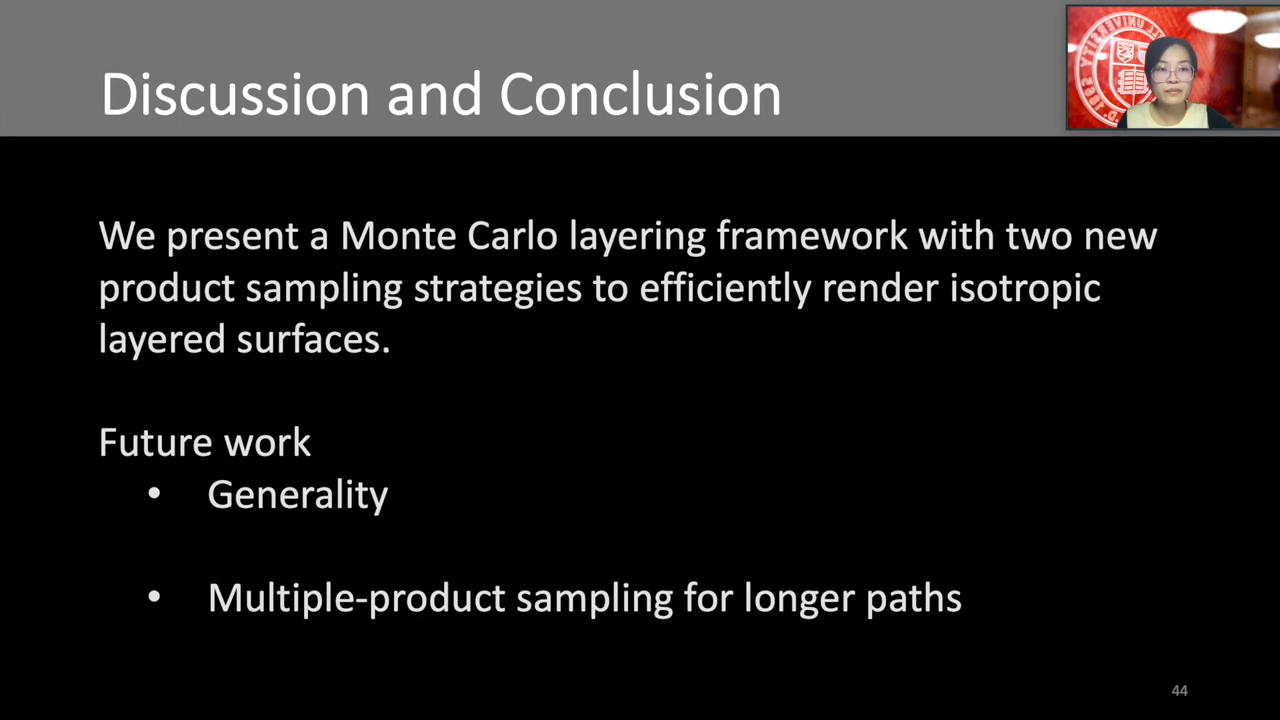 Discussion and Conclusion
We present a Monte Carlo layering framework with two new
product sampling strategies to efficiently render isotropic
layered surfaces.
Future work
• Generality
• Multiple-product sampling for longer paths
44